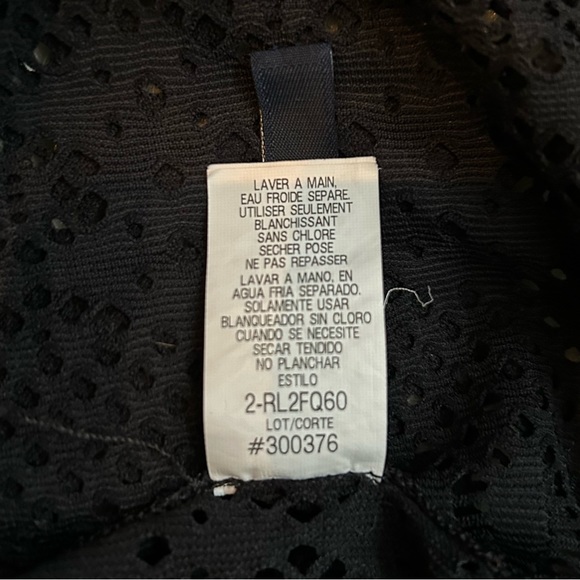 LAVER A MAIN,
EAU FROIDE SEPARE.
UTILISER SEULEMENT
BLANCHISSANT
SANS CHLORE
SECHER POSE
NE PAS REPASSER
LAVAR A MANO, EN
AGUA FRIA SEPARADO.
SOLAMENTE USAR
BLANQUEADOR SIN CLORO
CUANDO SE NECESITE
SECAR TENDIDO
NO PLANCHAR
ESTILO
2-RL2FQ60
LOT/CORTE
#300376